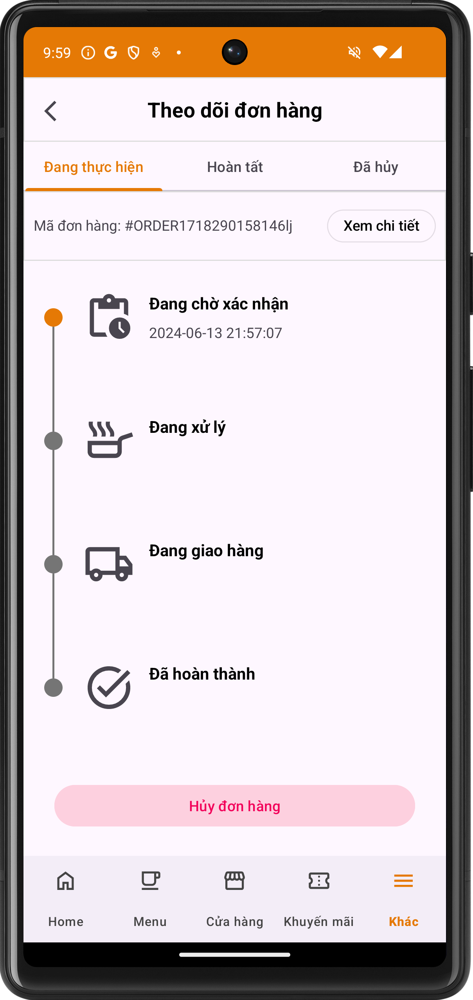 9:59
Theo dõi đơn hàng
Đang thực hiện
Hoàn tất
Đã hủy
Mã đơn hàng: #ORDER1718290158146lj
Xem chi tiết
Đang chờ xác nhận
2024-06-13 21:57:07
Đang xử lý
Đang giao hàng
Đã hoàn thành
Hủy đơn hàng
Home
Menu
Cửa hàng
Khuyến mãi
Khác